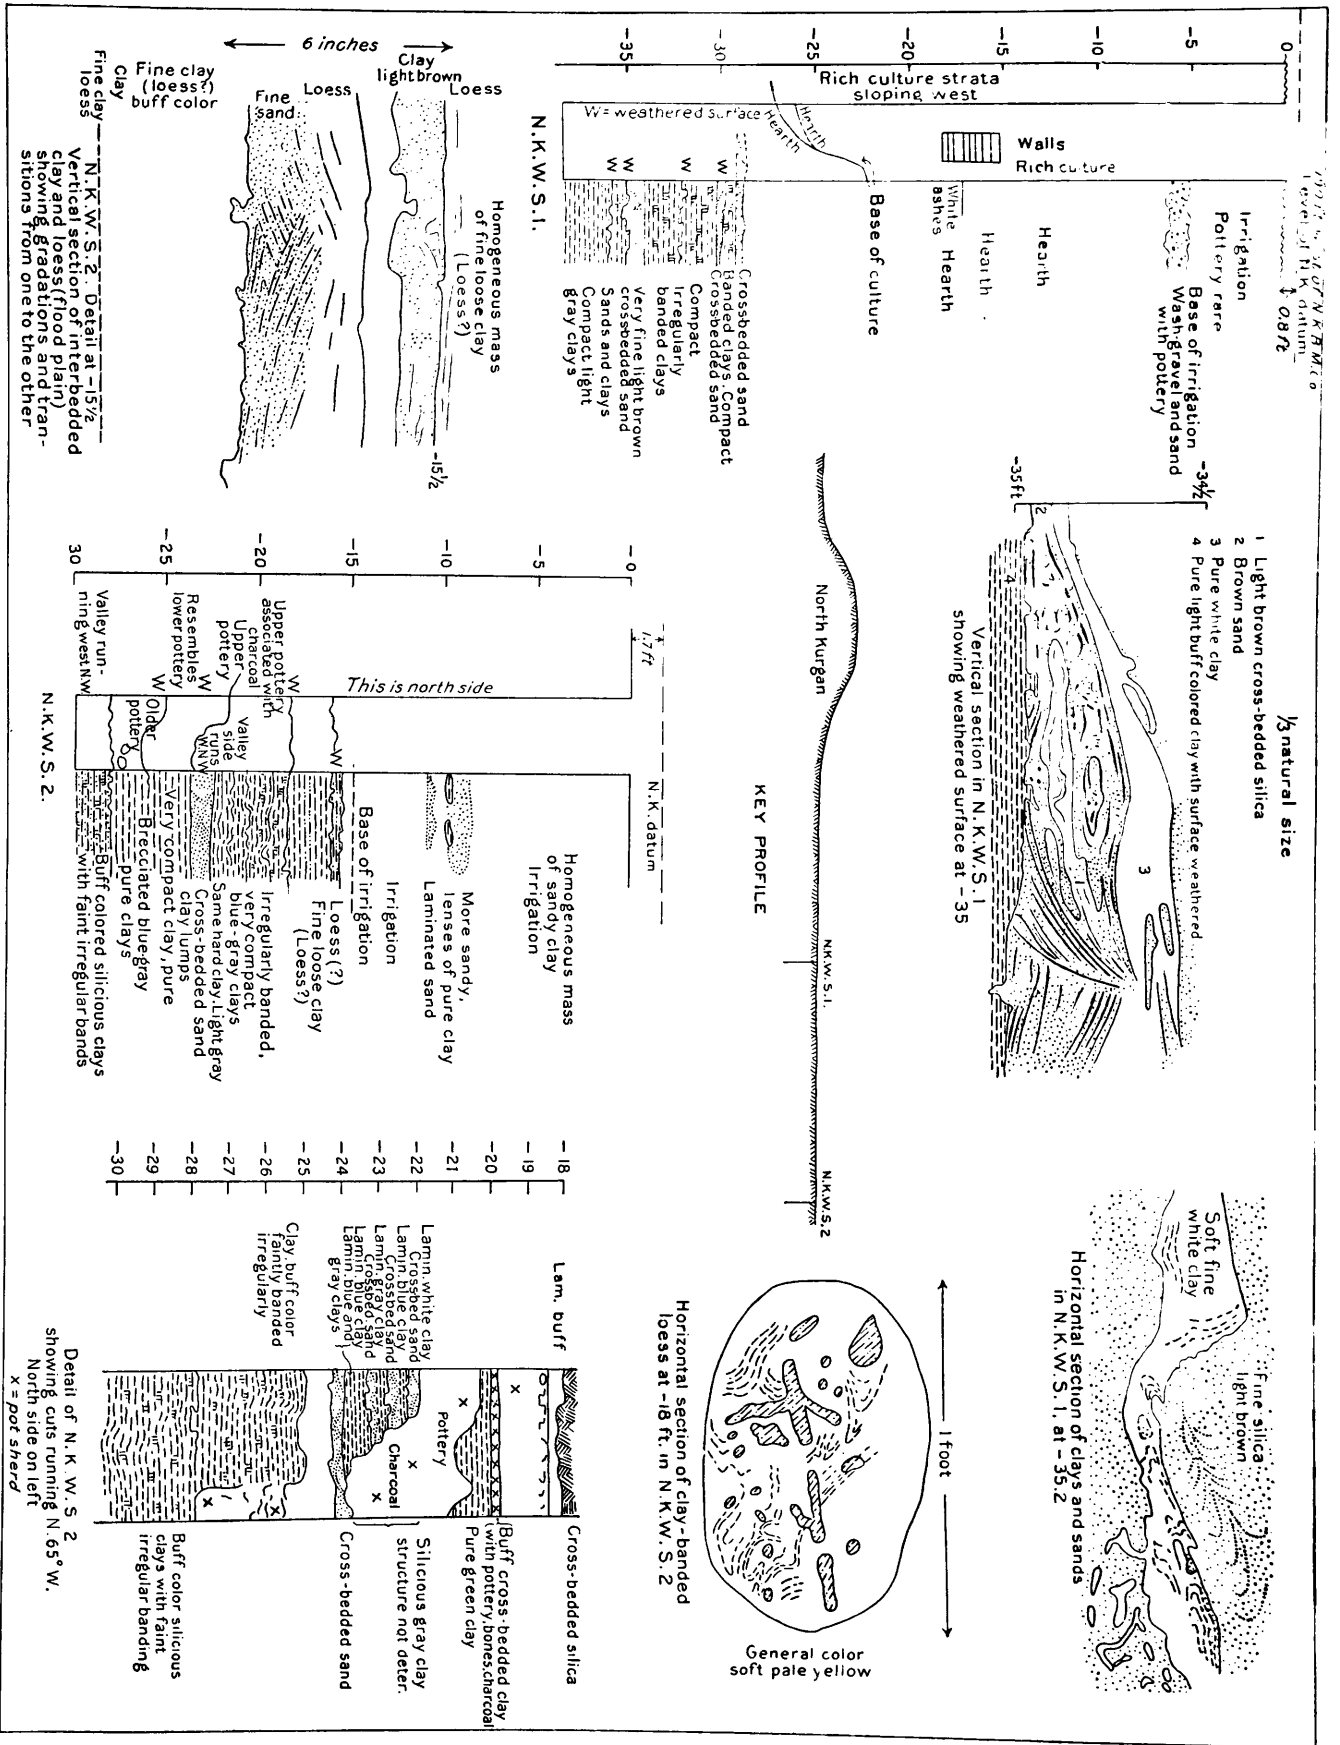 0
-5
-10
-15
-20
-25
-30
-35
Rich culture strata
sloping west
W = weathered surface
Hearth
Hearth
W
W
W
W
Walls
Rich culture
N.K. datum
0.8 ft
Irrigation
Pottery rare
Base of irrigation
Wash-gravel and sand
with pottery
Hearth
Hearth
White
ashes
Hearth
Base of culture
Crossbedded sand
Banded clays. Compact
Crossbedded sand
Compact
Irregularly
banded clays
Very fine light brown
crossbedded sand
Sands and clays
Compact light
gray clays
N.K.W.S.1.
6 inches
Clay
light brown
Loess
Loess
Fine
sand
Fine clay
(loess?)
buff color
Clay
Fine clay
loess
Homogeneous mass
of fine loose clay
(Loess?)
-15½
N.K.W.S.2. Detail at -15½
Vertical section of interbedded
clay and loess (flood plain)
showing gradations and tran-
sitions from one to the other
⅓ natural size
1 Light brown cross-bedded silica
2 Brown sand
3 Pure white clay
4 Pure light buff colored clay with surface weathered
-34½
-35 ft
2
4
1
3
Vertical section in N.K.W.S.1
showing weathered surface at -35
North Kurgan
N.K.W.S.1.
N.K.W.S.2
KEY PROFILE
-0
-5
-10
-15
-20
-25
30
1.7 ft
N.K. datum
This is north side
W
W
W
W
Upper pottery
associated with
charcoal
Upper
pottery
Resembles
lower pottery
Valley run-
ning west N.W
Valley
side
runs
W.N.W
Older
pottery
Homogeneous mass
of sandy clay
Irrigation
More sandy,
lenses of pure clay
Laminated sand
Irrigation
Base of irrigation
Loess (?)
Fine loose clay
(Loess?)
Irregularly banded,
very compact
blue-gray clays
Same hard clay. Light gray
Cross-bedded sand
clay lumps
Very compact clay, pure
Brecciated blue-gray
pure clays
Buff colored silicious clays
with faint irregular bands
N.K.W.S.2.
Soft fine
white clay
Fine silica
light brown
Horizontal section of clays and sands
in N.K.W.S.1. at -35.2
1 foot
General color
soft pale yellow
Horizontal section of clay-banded
loess at -18 ft. in N.K.W.S.2
-18
-19
-20
-21
-22
-23
-24
-25
-26
-27
-28
-29
-30
Lam. buff
Lamin. white clay
Crossbed sand
Lamin. blue clay
Crossbed sand
Lamin. gray clay
Crossbed sand
Lamin. blue clay
Lamin. blue and
gray clays
Clay, buff color
faintly banded
irregularly
Pottery
Charcoal
x
x
x
x
x
x
Cross-bedded silica
Buff cross-bedded clay
with pottery, bones, charcoal
Pure green clay
Silicious gray clay
structure not deter.
Cross-bedded sand
Buff color silicious
clays with faint
irregular banding
Detail of N.K.W.S 2
showing cuts running N. 65° W.
North side on left
x = pot sherd